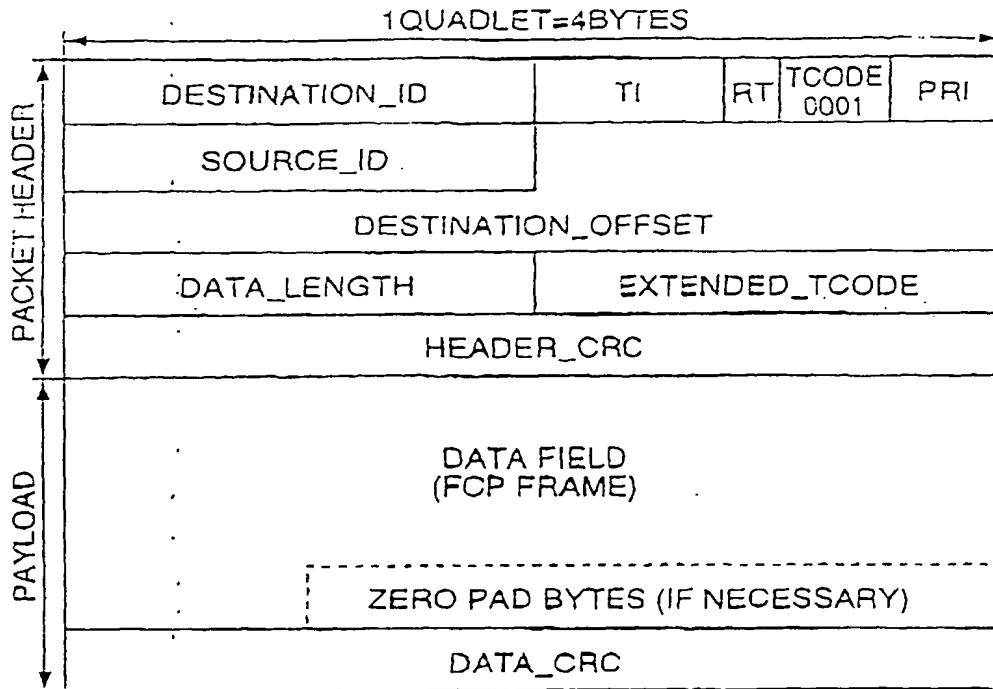 1QUADLET=4BYTES
DESTINATION_ID TI RT TCODE 0001 PRI
SOURCE_ID
DESTINATION_OFFSET
DATA_LENGTH EXTENDED_TCODE
HEADER_CRC
PACKET HEADER
DATA FIELD
(FCP FRAME)
ZERO PAD BYTES (IF NECESSARY)
DATA_CRC
PAYLOAD